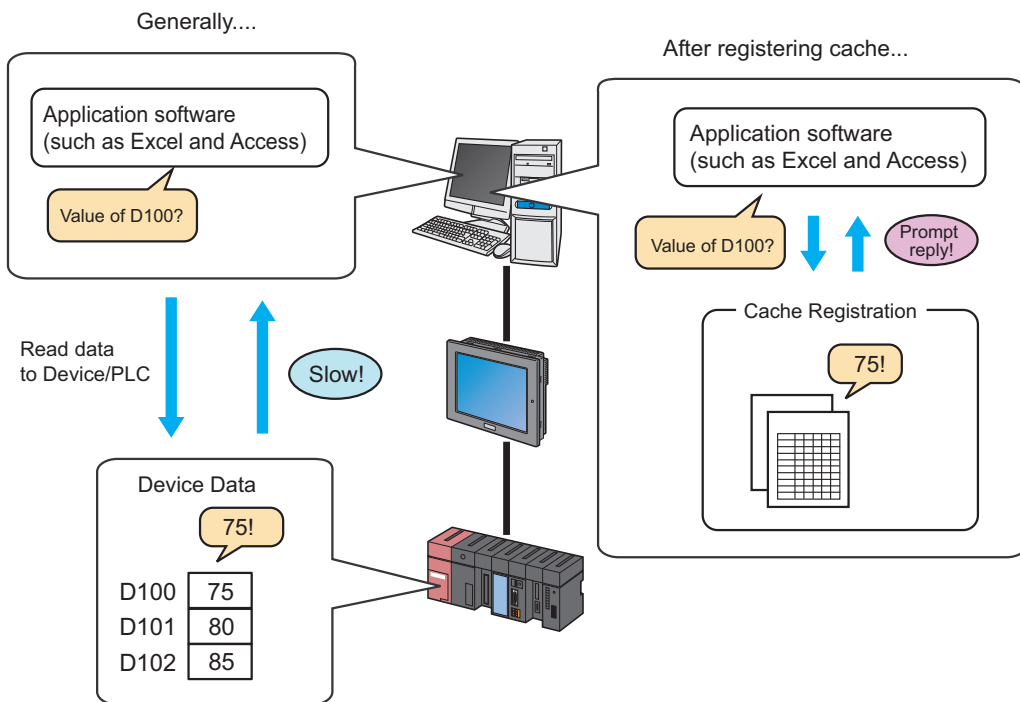 Generally....
Application software
(such as Excel and Access)
Value of D100?
Read data
to Device/PLC
Slow!
Device Data
75!
D100 75
D101 80
D102 85
After registering cache...
Application software
(such as Excel and Access)
Value of D100?
Prompt
reply!
Cache Registration
75!